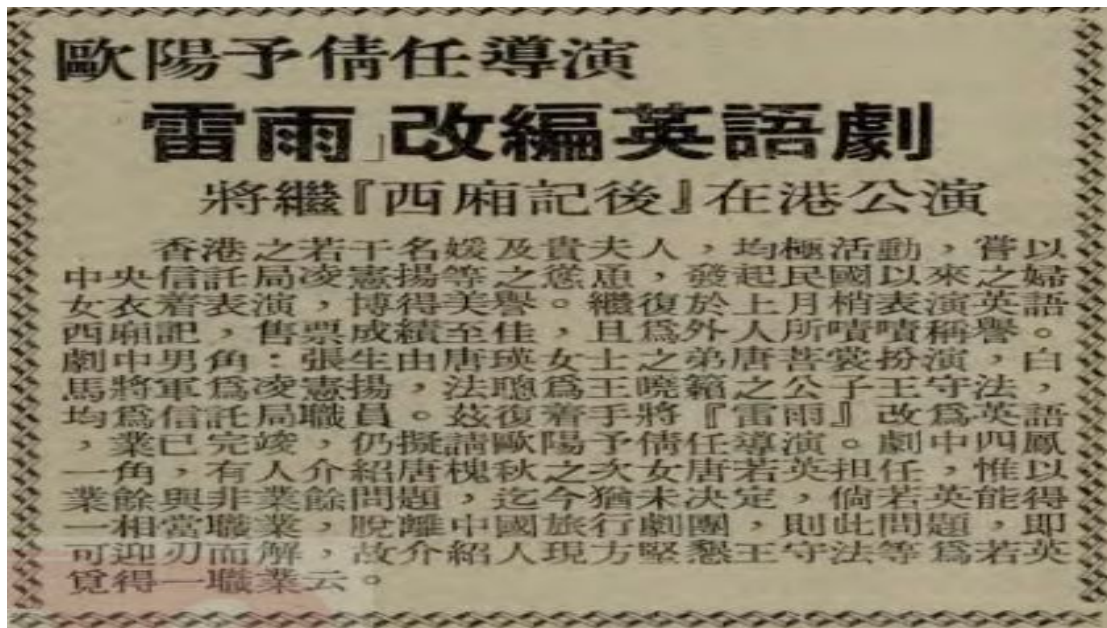 歐陽予倩任導演
雷雨」改編英語劇
將繼『西廂記後』在港公演
香港之若干名媛及貴夫人，均極活動，嘗以
中央信託局凌憲揚等之慫恿，發起民國以來之婦
女衣着表演，博得美譽。繼復於上月梢表演英語
西廂記，售票成績至佳，且爲外人所嘖嘖稱譽。
劇中男角：張生由唐瑛女士之弟唐菩裳扮演，白
馬將軍爲凌憲揚，法聰爲王曉籟之公子王守法，
均爲信託局職員。茲復着手將『雷雨』改爲英語
，業已完竣，仍擬請歐陽予倩任導演。劇中四鳳
一角，有人介紹唐槐秋之次女唐若英担任，惟以
業餘與非業餘問題，迄今猶未决定，倘若英能得
一相當職業，脫離中國旅行劇團，則此問題，即
可迎刃而解，故介紹人現方堅懇王守法等爲若英
覓得一職業云。